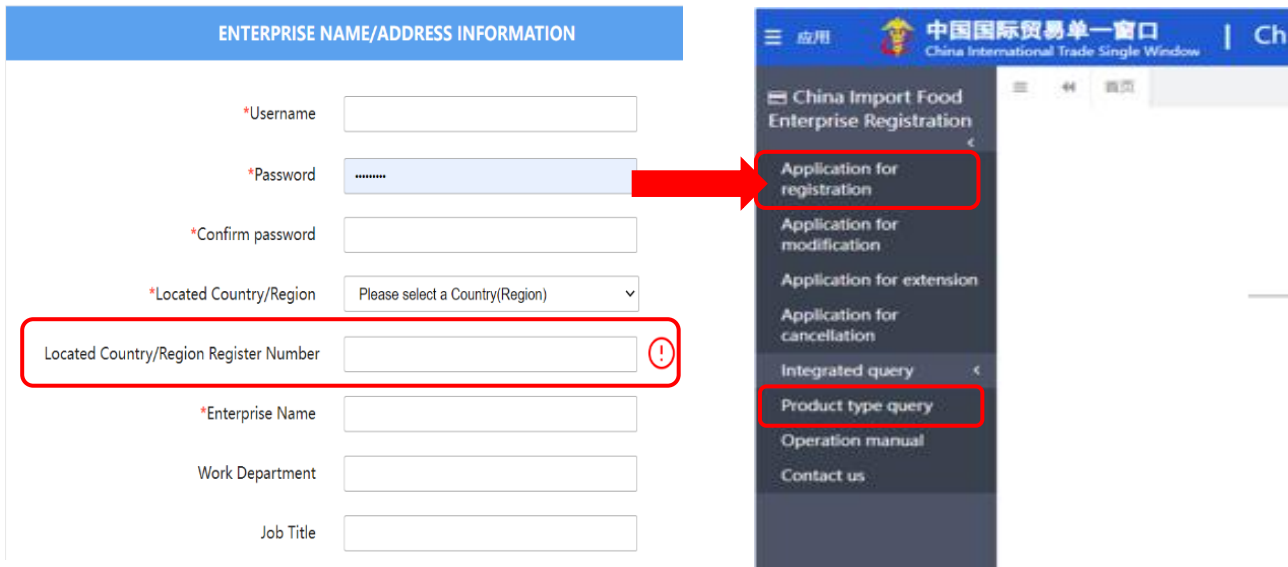 ENTERPRISE NAME/ADDRESS INFORMATION
*Username
*Password
*Confirm password
*Located Country/Region
Please select a Country(Region)
Located Country/Region Register Number
*Enterprise Name
Work Department
Job Title
应用
中国国际贸易单一窗口
China International Trade Single Window
| Ch
China Import Food
Enterprise Registration
首页
Application for
registration
Application for
modification
Application for extension
Application for
cancellation
Integrated query
Product type query
Operation manual
Contact us